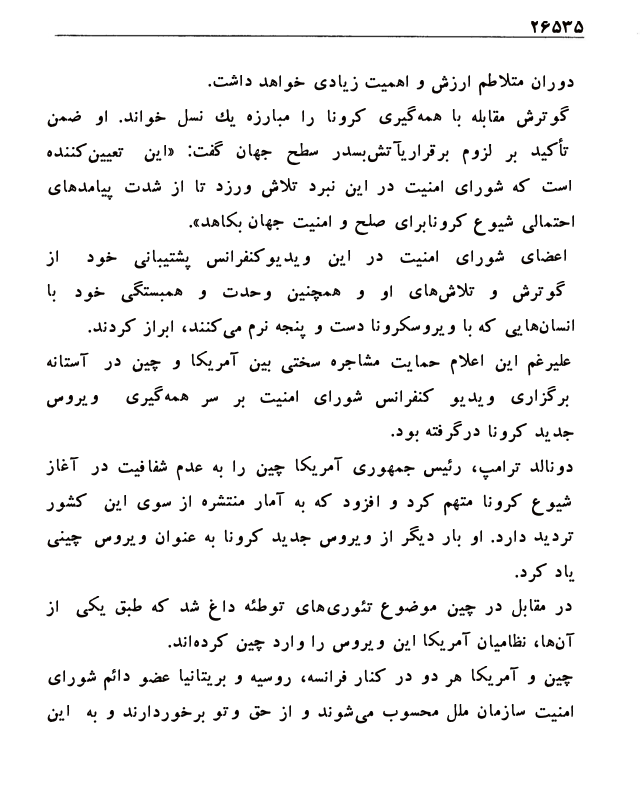 ۲۶۵۳۵
دوران متلاطم ارزش و اهمیت زیادی خواهد داشت.
گوترش مقابله با همه‌گیری کرونا را مبارزه یك نسل خواند. او ضمن
تأکید بر لزوم برقراریآتش‌بسدر سطح جهان گفت: «این تعیین‌کننده
است که شورای امنیت در این نبرد تلاش ورزد تا از شدت پیامدهای
احتمالی شیوع کرونابرای صلح و امنیت جهان بکاهد».
اعضای شورای امنیت در این ویدیوکنفرانس پشتیبانی خود از
گوترش و تلاش‌های او و همچنین وحدت و همبستگی خود با
انسان‌هایی که با ویروسکرونا دست و پنجه نرم می‌کنند، ابراز کردند.
علیرغم این اعلام حمایت مشاجره سختی بین آمریکا و چین در آستانه
برگزاری ویدیو کنفرانس شورای امنیت بر سر همه‌گیری ویروس
جدید کرونا درگرفته بود.
دونالد ترامپ، رئیس جمهوری آمریکا چین را به عدم شفافیت در آغاز
شیوع کرونا متهم کرد و افزود که به آمار منتشره از سوی این کشور
تردید دارد. او بار دیگر از ویروس جدید کرونا به عنوان ویروس چینی
یاد کرد.
در مقابل در چین موضوع تئوری‌های توطئه داغ شد که طبق یکی از
آن‌ها، نظامیان آمریکا این ویروس را وارد چین کرده‌اند.
چین و آمریکا هر دو در کنار فرانسه، روسیه و بریتانیا عضو دائم شورای
امنیت سازمان ملل محسوب می‌شوند و از حق وتو برخوردارند و به این